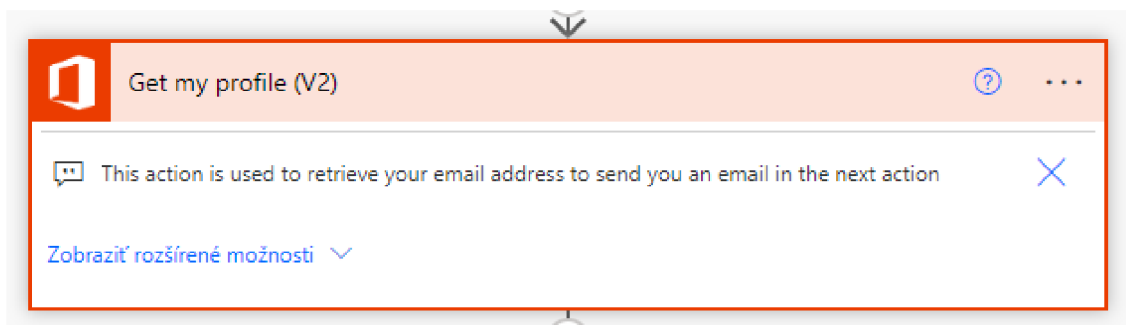 Get my profile (V2)
This action is used to retrieve your email address to send you an email in the next action
Zobraziť rozšírené možnosti